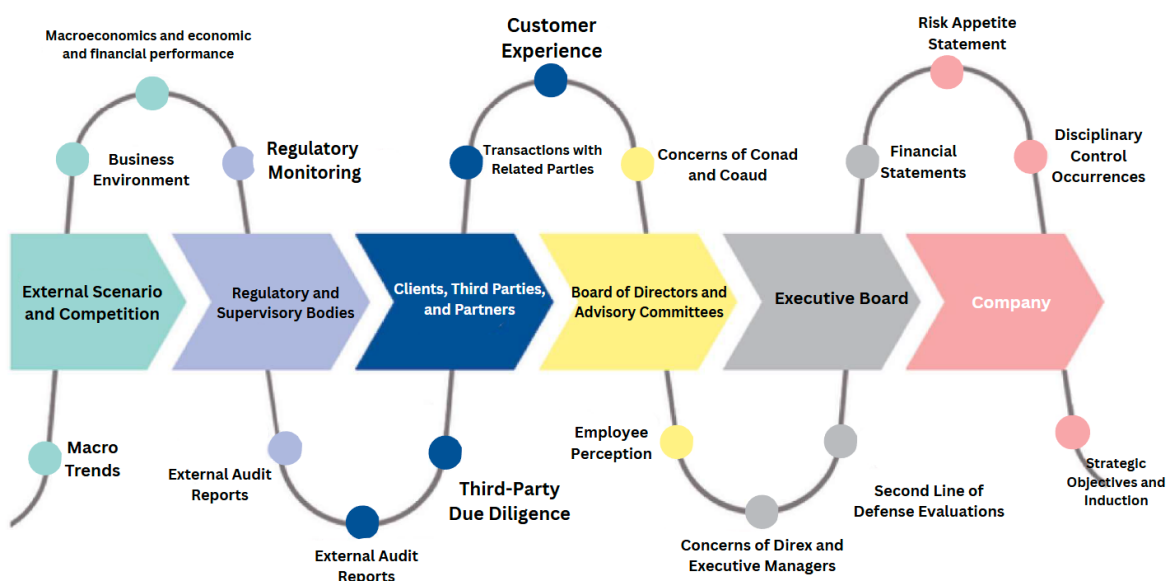 Macroeconomics and economic
and financial performance
Customer
Experience
Risk Appetite
Statement
Business
Environment
Regulatory
Monitoring
Transactions with
Related Parties
Concerns of Conad
and Coaud
Financial
Statements
Disciplinary
Control
Occurrences
External Scenario
and Competition
Regulatory and
Supervisory Bodies
Clients, Third Parties,
and Partners
Board of Directors and
Advisory Committees
Executive Board
Company
Macro
Trends
External Audit
Reports
External Audit
Reports
Third-Party
Due Diligence
Employee
Perception
Concerns of Direx and
Executive Managers
Second Line of
Defense Evaluations
Strategic
Objectives and
Induction